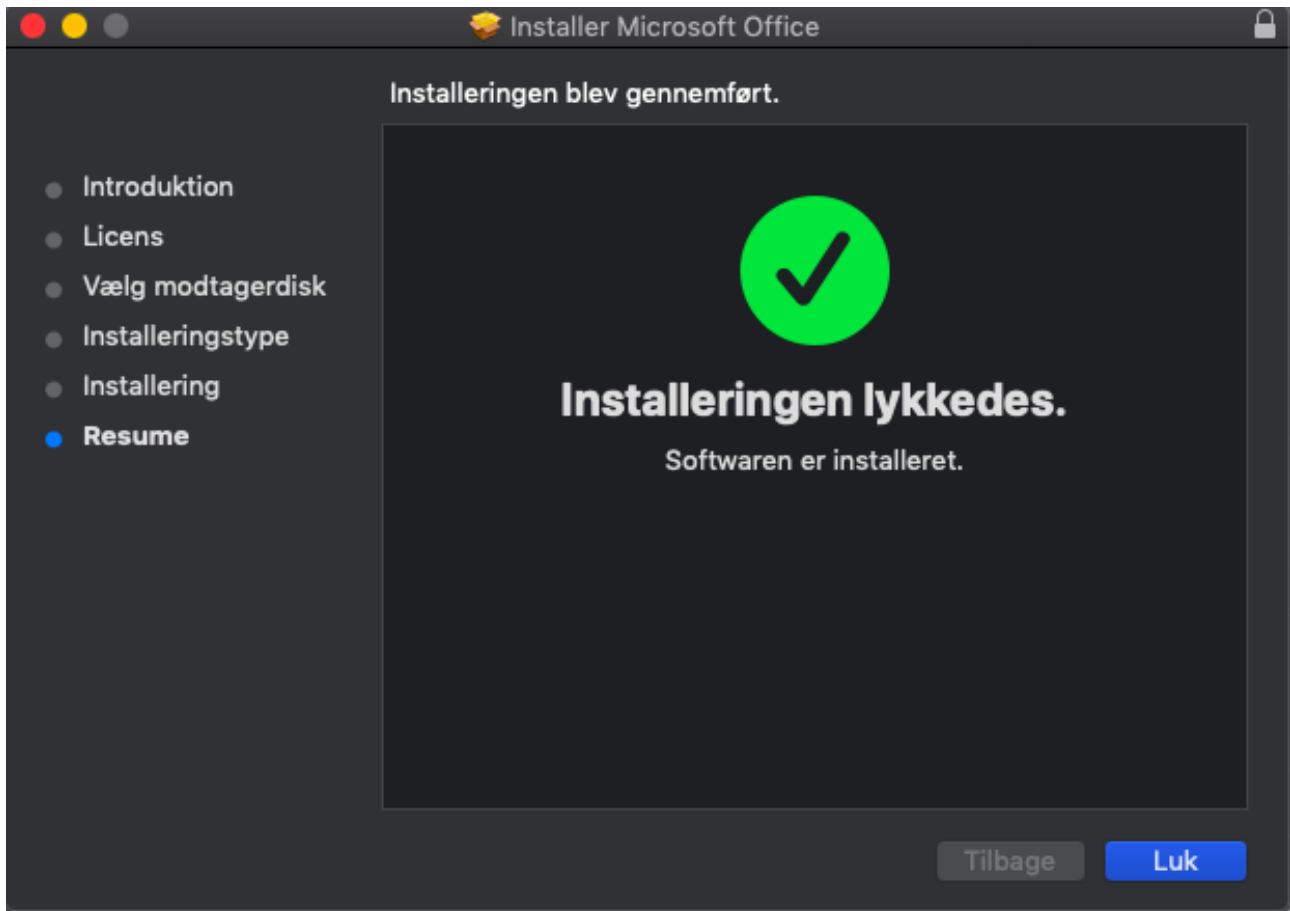 Installer Microsoft Office
Installeringen blev gennemført.
Introduktion
Licens
Vælg modtagerdisk
Installeringstype
Installering
Resume
Installeringen lykkedes.
Softwaren er installeret.
Tilbage
Luk